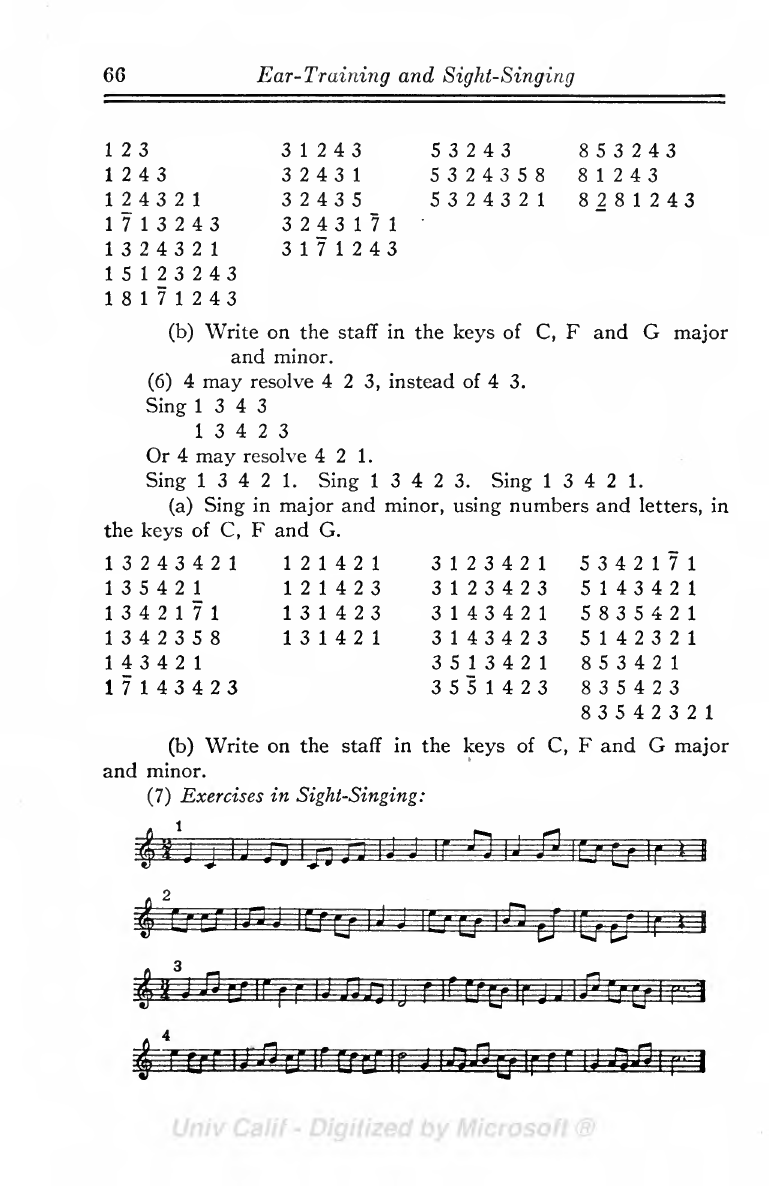 66 Ear-Training and Sight-Singing
1 2 3 3 1 2 4 3 5 3 2 4 3 8 5 3 2 4 3
1 2 4 3 3 2 4 3 1 5 3 2 4 3 5 8 8 1 2 4 3
1 2 4 3 2 1 3 2 4 3 5 5 3 2 4 3 2 1 8 2̲ 8 1 2 4 3
1 7̄ 1 3 2 4 3 3 2 4 3 1 7̄ 1
1 3 2 4 3 2 1 3 1 7̄ 1 2 4 3
1 5 1 2 3 2 4 3
1 8 1 7̄ 1 2 4 3
(b) Write on the staff in the keys of C, F and G major
and minor.
(6) 4 may resolve 4 2 3, instead of 4 3.
Sing 1 3 4 3
1 3 4 2 3
Or 4 may resolve 4 2 1.
Sing 1 3 4 2 1. Sing 1 3 4 2 3. Sing 1 3 4 2 1.
(a) Sing in major and minor, using numbers and letters, in
the keys of C, F and G.
1 3 2 4 3 4 2 1 1 2 1 4 2 1 3 1 2 3 4 2 1 5 3 4 2 1 7̄ 1
1 3 5 4 2 1 1 2 1 4 2 3 3 1 2 3 4 2 3 5 1 4 3 4 2 1
1 3 4 2 1 7̄ 1 1 3 1 4 2 3 3 1 4 3 4 2 1 5 8 3 5 4 2 1
1 3 4 2 3 5 8 1 3 1 4 2 1 3 1 4 3 4 2 3 5 1 4 2 3 2 1
1 4 3 4 2 1 3 5 1 3 4 2 1 8 5 3 4 2 1
1 7̄ 1 4 3 4 2 3 3 5 5̄ 1 4 2 3 8 3 5 4 2 3
8 3 5 4 2 3 2 1
(b) Write on the staff in the keys of C, F and G major
and minor.
(7) Exercises in Sight-Singing:
1
2
3
4
Univ Calif - Digitized by Microsoft ®